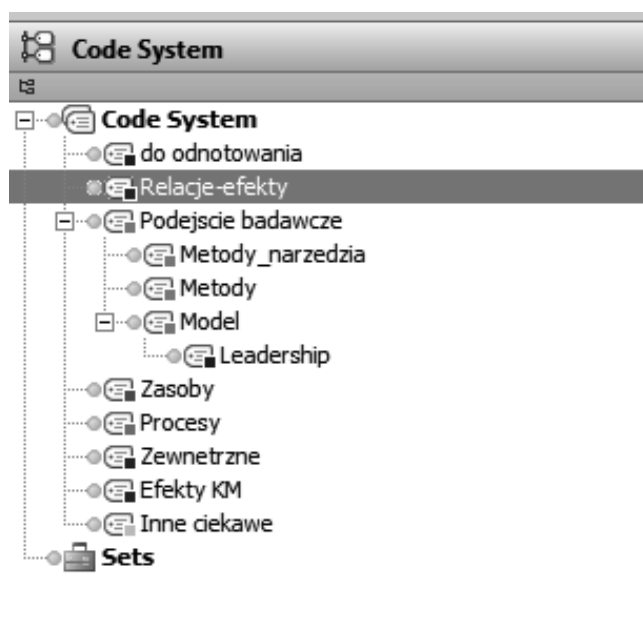 Code System
Code System
do odnotowania
Relacje-efekty
Podejscie badawcze
Metody_narzedzia
Metody
Model
Leadership
Zasoby
Procesy
Zewnetrzne
Efekty KM
Inne ciekawe
Sets